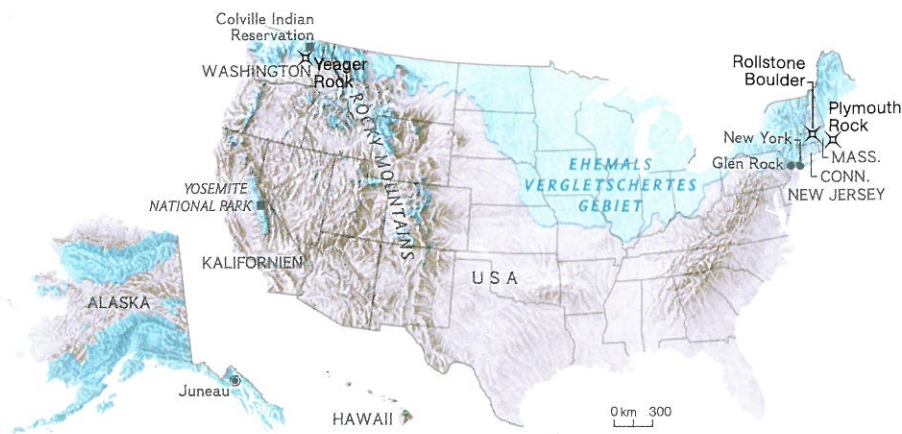 Colville Indian
Reservation
WASHINGTON
Yeager
Rock
ROCKY MOUNTAINS
Rollstone
Boulder
Plymouth
Rock
New York
Glen Rock
MASS.
CONN.
NEW JERSEY
EHEMALS
VERGLETSCHERTES
GEBIET
YOSEMITE
NATIONAL PARK
KALIFORNIEN
USA
ALASKA
Juneau
HAWAII
0 km 300